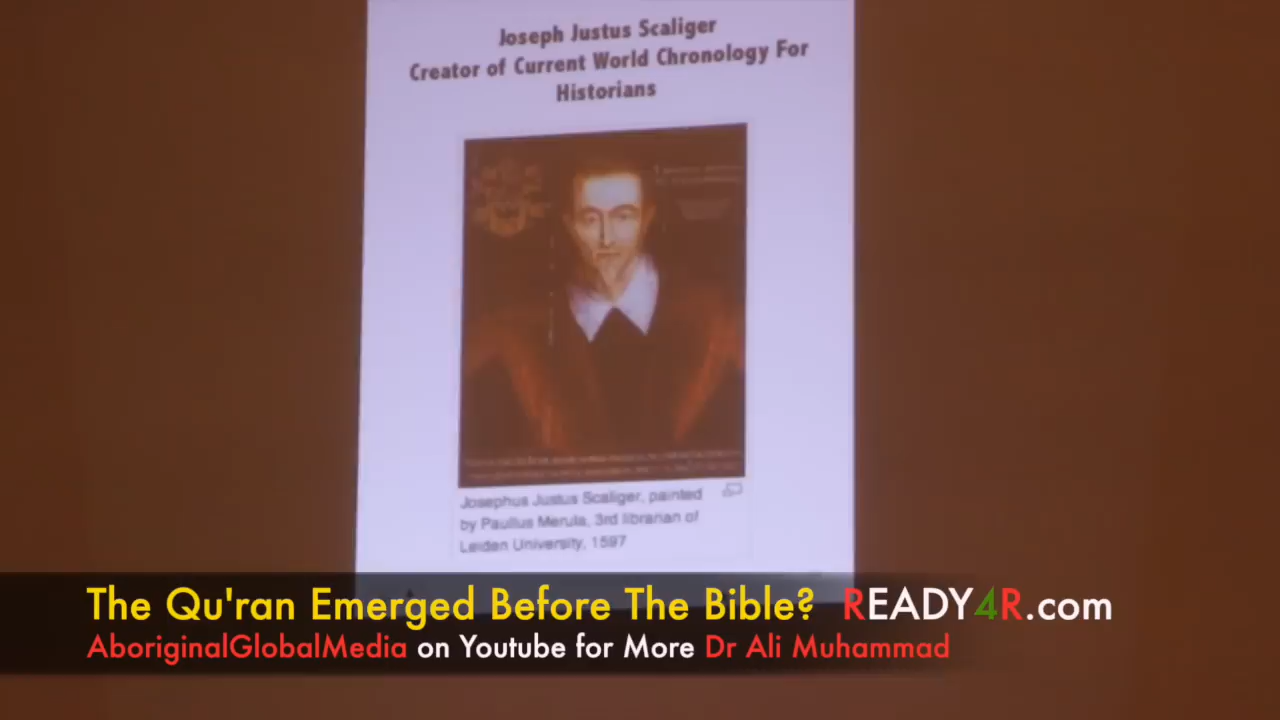 Joseph Justus Scaliger
Creator of Current World Chronology For
Historians
Josephus Justus Scaliger, painted
by Paullus Merula, 3rd librarian of
Leiden University, 1597
The Qu'ran Emerged Before The Bible? READY4R.com
AboriginalGlobalMedia on Youtube for More Dr Ali Muhammad